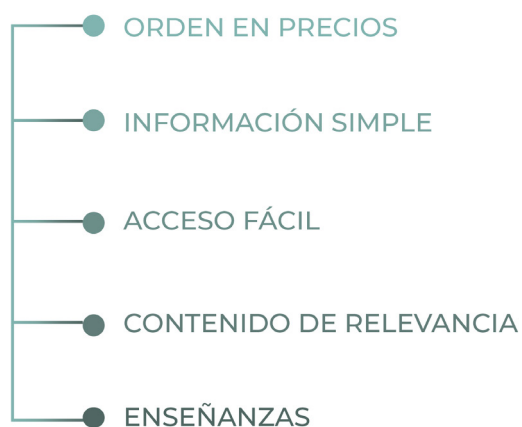 ORDEN EN PRECIOS
INFORMACIÓN SIMPLE
ACCESO FÁCIL
CONTENIDO DE RELEVANCIA
ENSEÑANZAS